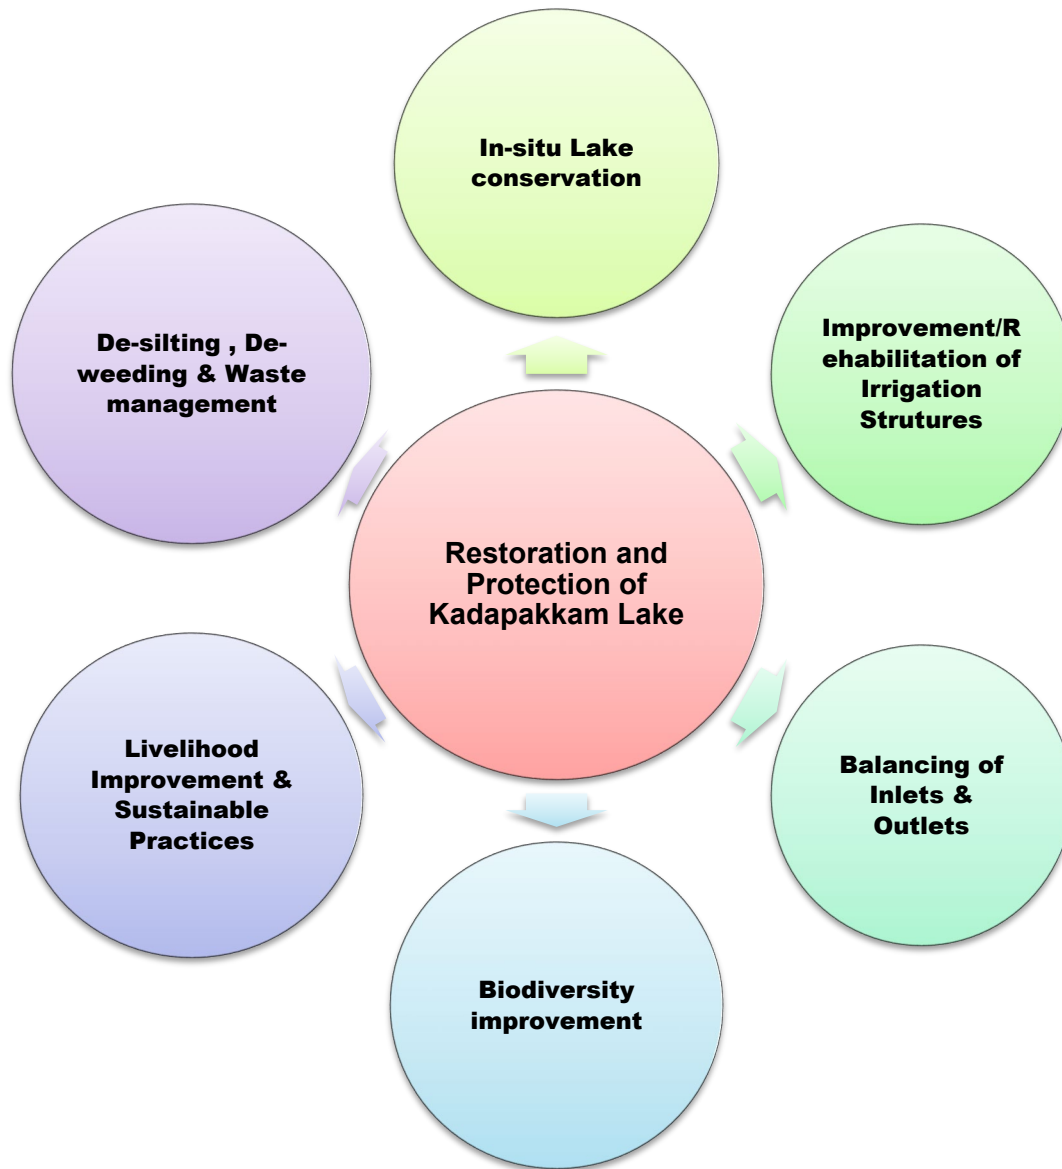 In-situ Lake
conservation
Improvement/R
ehabilitation of
Irrigation
Strutures
Balancing of
Inlets &
Outlets
Biodiversity
improvement
Livelihood
Improvement &
Sustainable
Practices
De-silting , De-
weeding & Waste
management
Restoration and
Protection of
Kadapakkam Lake